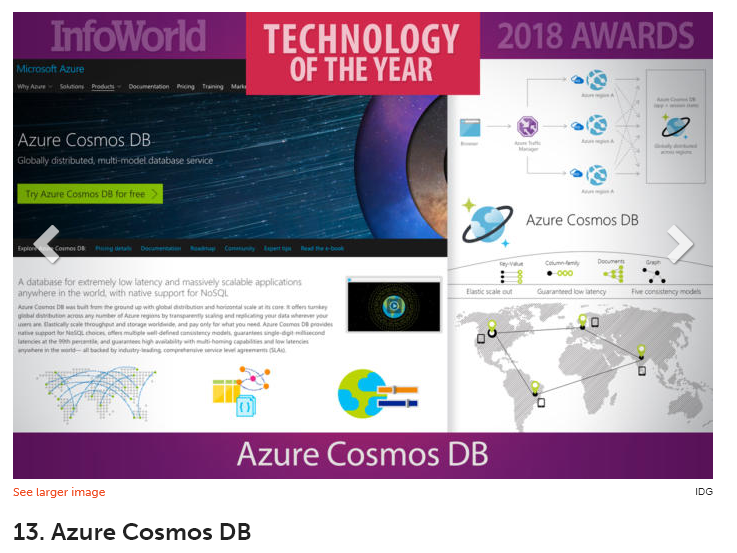 InfoWorld
TECHNOLOGY
OF THE YEAR
2018 AWARDS
Microsoft Azure
Why Azure Solutions Products Documentation Pricing Training Mark
Azure Cosmos DB
Globally distributed, multi-model database service
Try Azure Cosmos DB for free
Explore Azure Cosmos DB: Pricing details Documentation Roadmap Community Expert tips Read the e-book
A database for extremely low latency and massively scalable applications
anywhere in the world, with native support for NoSQL
Azure Cosmos DB was built from the ground up with global distribution and horizontal scale at its core. It offers turnkey
global distribution across any number of Azure regions by transparently scaling and replicating your data wherever your
users are. Elastically scale throughput and storage worldwide, and pay only for what you need. Azure Cosmos DB provides
native support for NoSQL choices, offers multiple well-defined consistency models, guarantees single-digit-millisecond
latencies at the 99th percentile, and guarantees high availability with multi-homing capabilities and low latencies
anywhere in the world— all backed by industry-leading, comprehensive service level agreements (SLAs).
Azure region A
Azure Cosmos DB
Browser
Azure Traffic
Manager
Azure region A
Globally distributed
across regions
Azure region A
Azure Cosmos DB
Key-Value Column-family Documents Graph
Elastic scale out Guaranteed low latency Five consistency models
Azure Cosmos DB
See larger image
IDG
13. Azure Cosmos DB